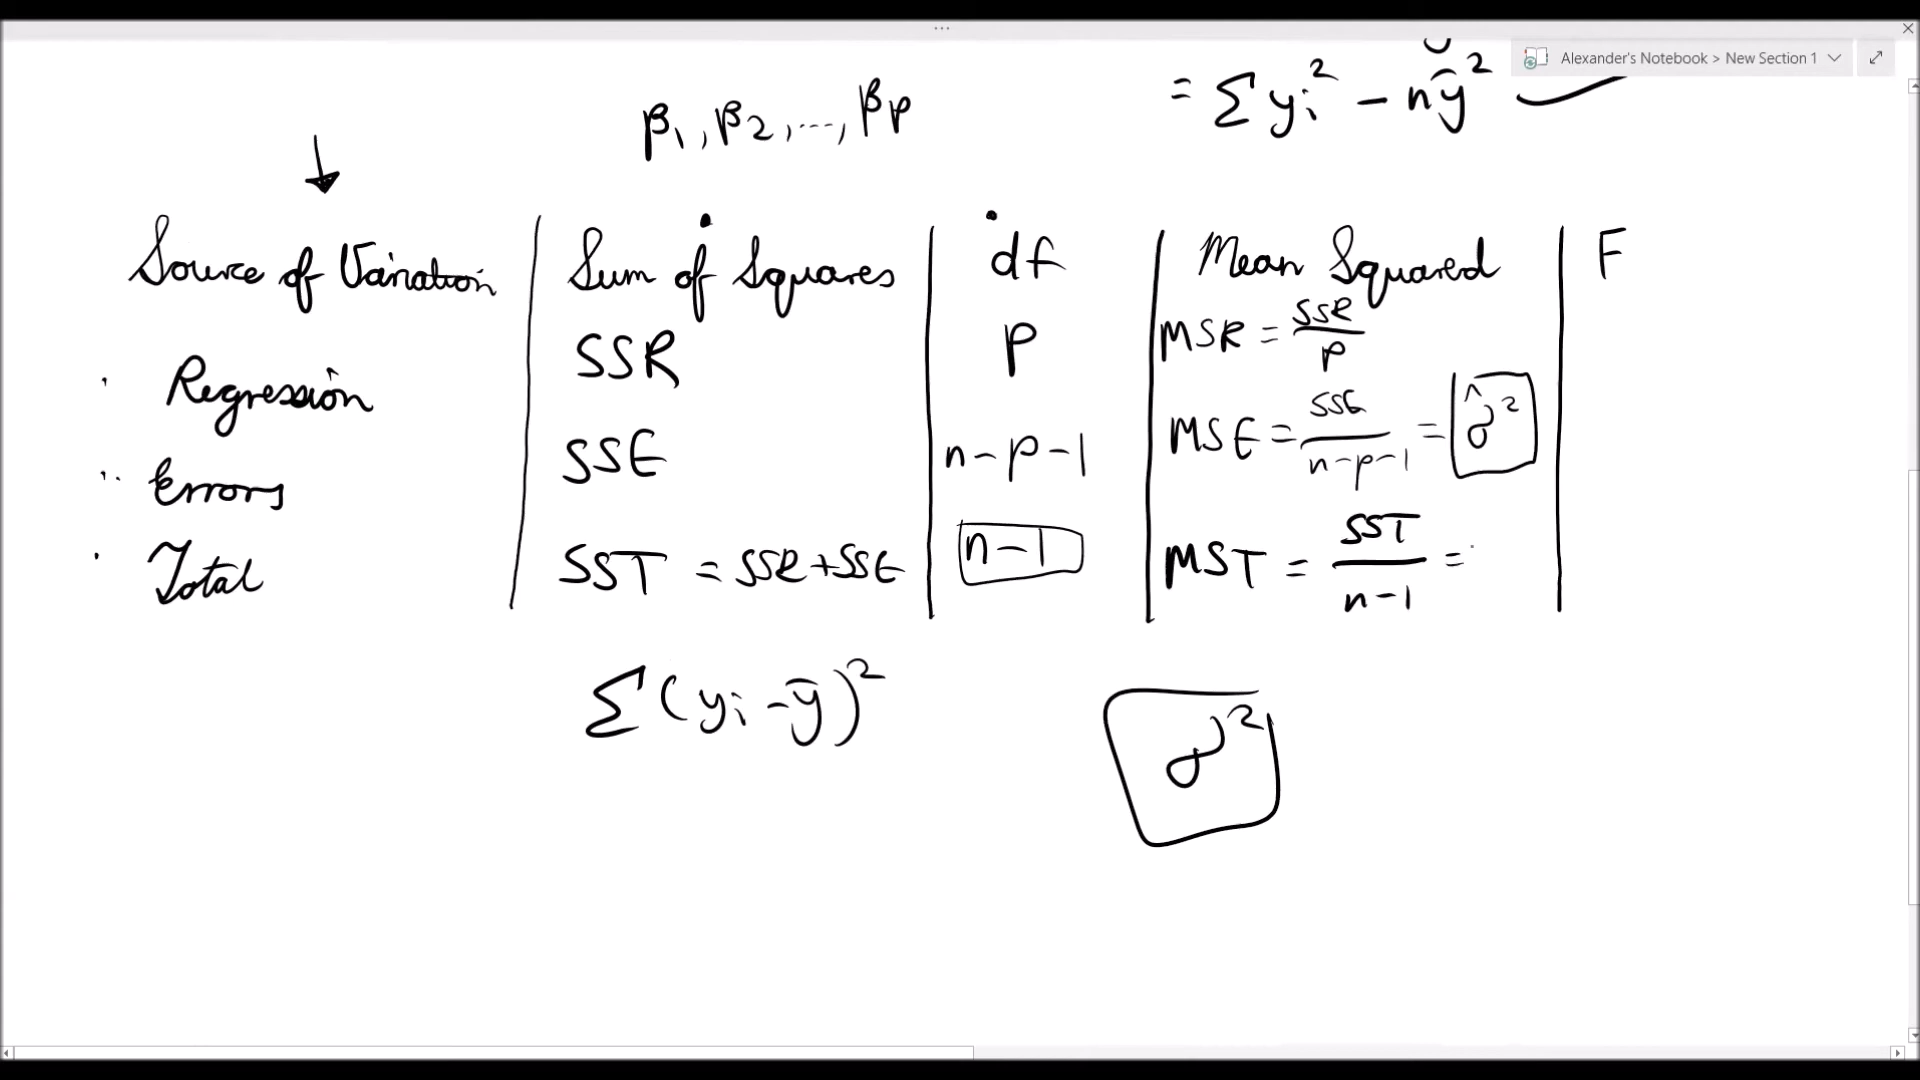 Alexander's Notebook > New Section 1
= Σ yi² - nȳ²
β1, β2, ..., βp
Source of Variation | Sum of Squares | df | Mean Squared | F
Regression SSR p MSR = SSR/p
Errors SSE n-p-1 MSE = SSE/n-p-1 = σ̂²
Total SST = SSR+SSE n-1 MST = SST/n-1 =
Σ(yi - ȳ)²
σ²